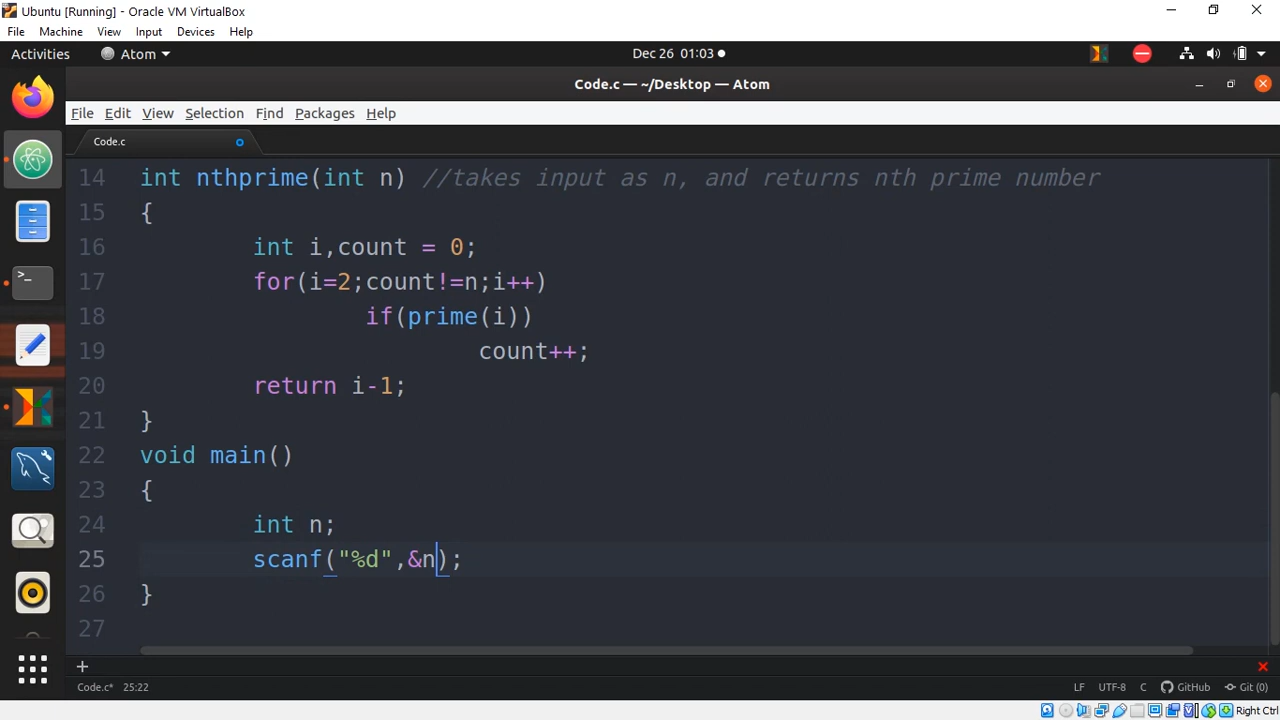 Ubuntu [Running] - Oracle VM VirtualBox
File Machine View Input Devices Help
Activities Atom Dec 26 01:03
Code.c — ~/Desktop — Atom
File Edit View Selection Find Packages Help
Code.c
14 int nthprime(int n) //takes input as n, and returns nth prime number
15 {
16 int i,count = 0;
17 for(i=2;count!=n;i++)
18 if(prime(i))
19 count++;
20 return i-1;
21 }
22 void main()
23 {
24 int n;
25 scanf("%d",&n);
26 }
27
Code.c* 25:22 LF UTF-8 C GitHub Git (0)
Right Ctrl